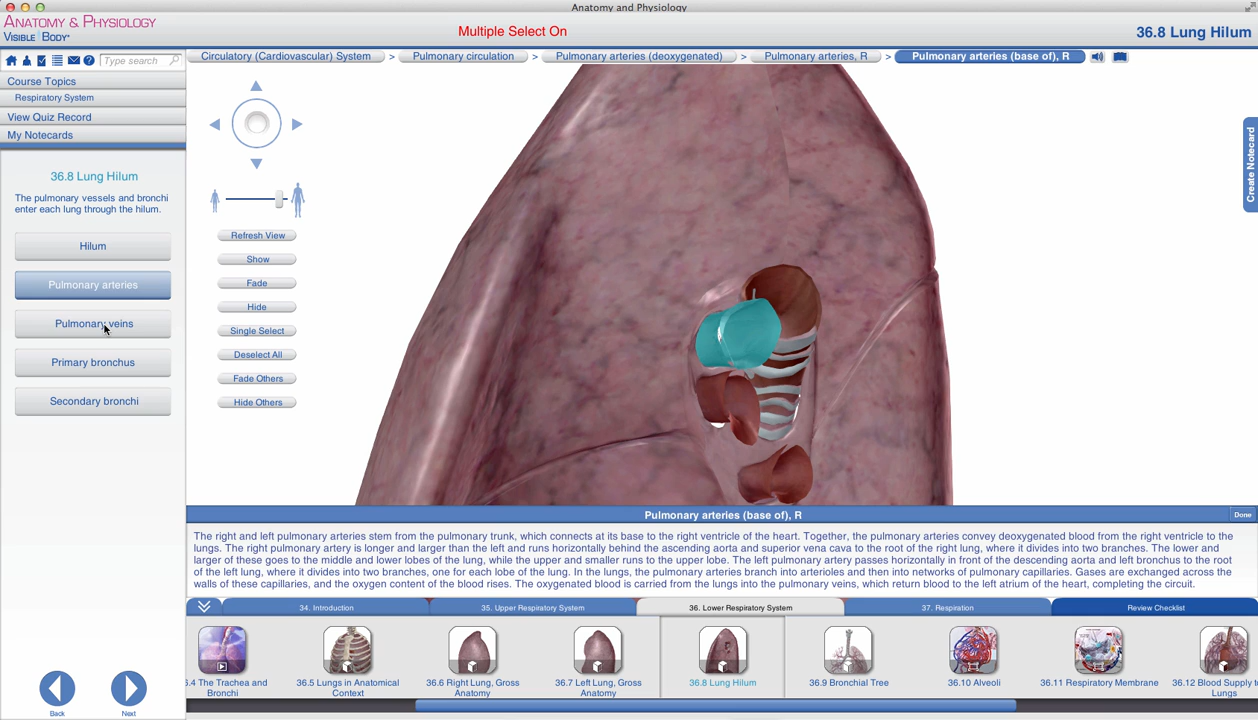 Anatomy and Physiology
ANATOMY & PHYSIOLOGY
VISIBLE BODY®
Multiple Select On
36.8 Lung Hilum
Type search
Circulatory (Cardiovascular) System > Pulmonary circulation > Pulmonary arteries (deoxygenated) > Pulmonary arteries, R > Pulmonary arteries (base of), R
Course Topics
Respiratory System
View Quiz Record
My Notecards
36.8 Lung Hilum
The pulmonary vessels and bronchi
enter each lung through the hilum.
Hilum
Pulmonary arteries
Pulmonary veins
Primary bronchus
Secondary bronchi
Refresh View
Show
Fade
Hide
Single Select
Deselect All
Fade Others
Hide Others
Create Notecard
Pulmonary arteries (base of), R
Done
The right and left pulmonary arteries stem from the pulmonary trunk, which connects at its base to the right ventricle of the heart. Together, the pulmonary arteries convey deoxygenated blood from the right ventricle to the
lungs. The right pulmonary artery is longer and larger than the left and runs horizontally behind the ascending aorta and superior vena cava to the root of the right lung, where it divides into two branches. The lower and
larger of these goes to the middle and lower lobes of the lung, while the upper and smaller runs to the upper lobe. The left pulmonary artery passes horizontally in front of the descending aorta and left bronchus to the root
of the left lung, where it divides into two branches, one for each lobe of the lung. In the lungs, the pulmonary arteries branch into arterioles and then into networks of pulmonary capillaries. Gases are exchanged across the
walls of these capillaries, and the oxygen content of the blood rises. The oxygenated blood is carried from the lungs into the pulmonary veins, which return blood to the left atrium of the heart, completing the circuit.
34. Introduction
35. Upper Respiratory System
36. Lower Respiratory System
37. Respiration
Review Checklist
.4 The Trachea and
Bronchi
36.5 Lungs in Anatomical
Context
36.6 Right Lung, Gross
Anatomy
36.7 Left Lung, Gross
Anatomy
36.8 Lung Hilum
36.9 Bronchial Tree
36.10 Alveoli
36.11 Respiratory Membrane
36.12 Blood Supply t
Lungs
Back
Next